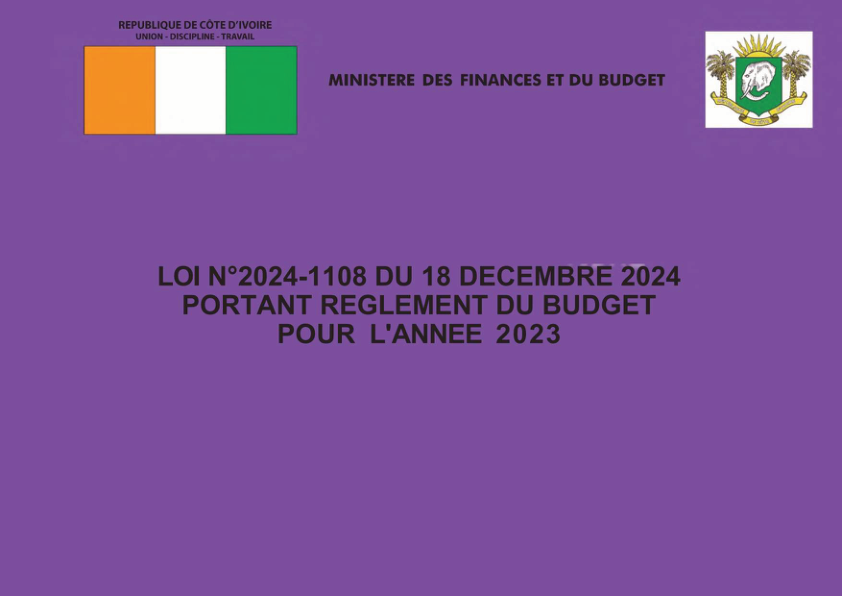 REPUBLIQUE DE CÔTE D'IVOIRE
UNION - DISCIPLINE - TRAVAIL
MINISTERE DES FINANCES ET DU BUDGET
LOI N°2024-1108 DU 18 DECEMBRE 2024
PORTANT REGLEMENT DU BUDGET
POUR L'ANNEE 2023